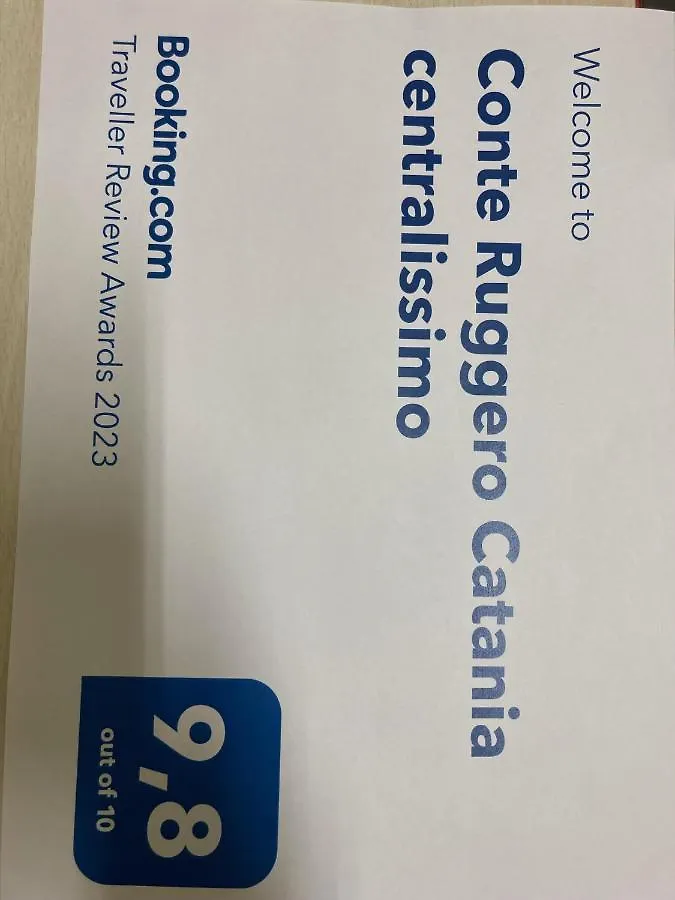 Welcome to
Conte Ruggero Catania
centralissimo
Booking.com
Traveller Review Awards 2023
9,8
out of 10